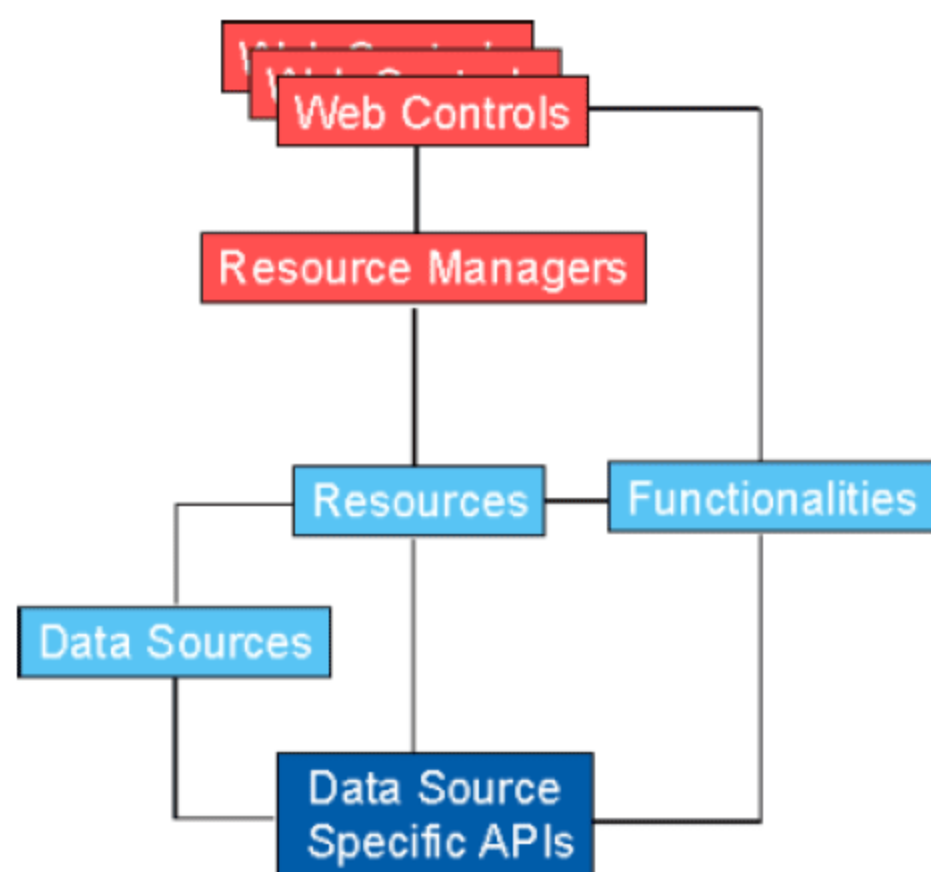 Web Controls
Resource Managers
Resources
Functionalities
Data Sources
Data Source
Specific APIs